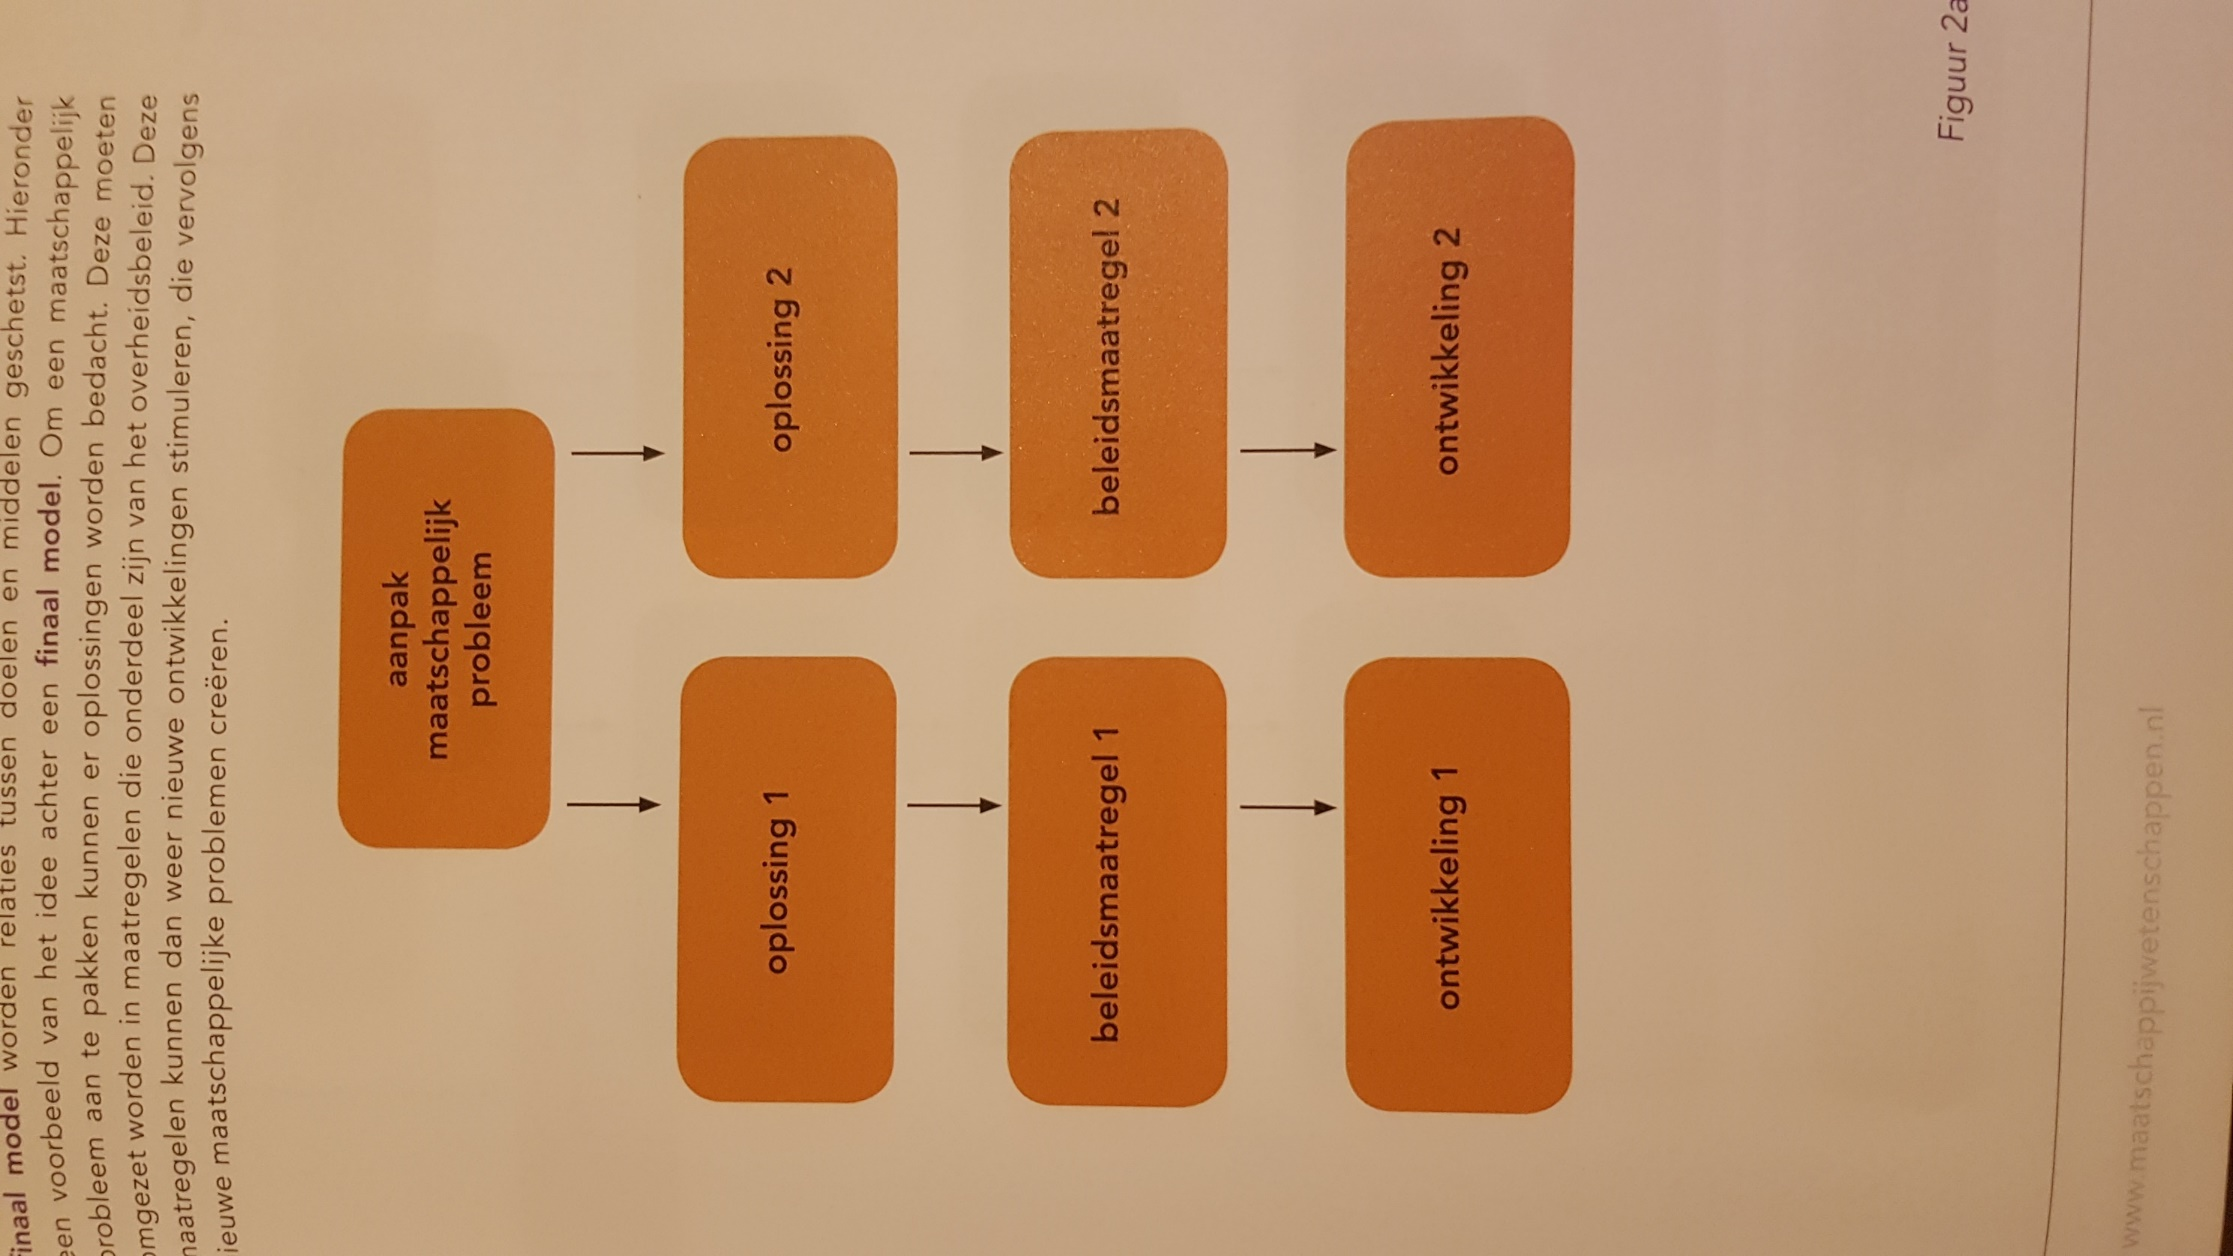 finaal model worden relaties tussen doelen en middelen geschetst. Hieronder
een voorbeeld van het idee achter een finaal model. Om een maatschappelijk
probleem aan te pakken kunnen er oplossingen worden bedacht. Deze moeten
omgezet worden in maatregelen die onderdeel zijn van het overheidsbeleid. Deze
maatregelen kunnen dan weer nieuwe ontwikkelingen stimuleren, die vervolgens
nieuwe maatschappelijke problemen creëren.
aanpak
maatschappelijk
probleem
oplossing 1
oplossing 2
beleidsmaatregel 1
beleidsmaatregel 2
ontwikkeling 1
ontwikkeling 2
Figuur 2a
www.maatschappijwetenschappen.nl